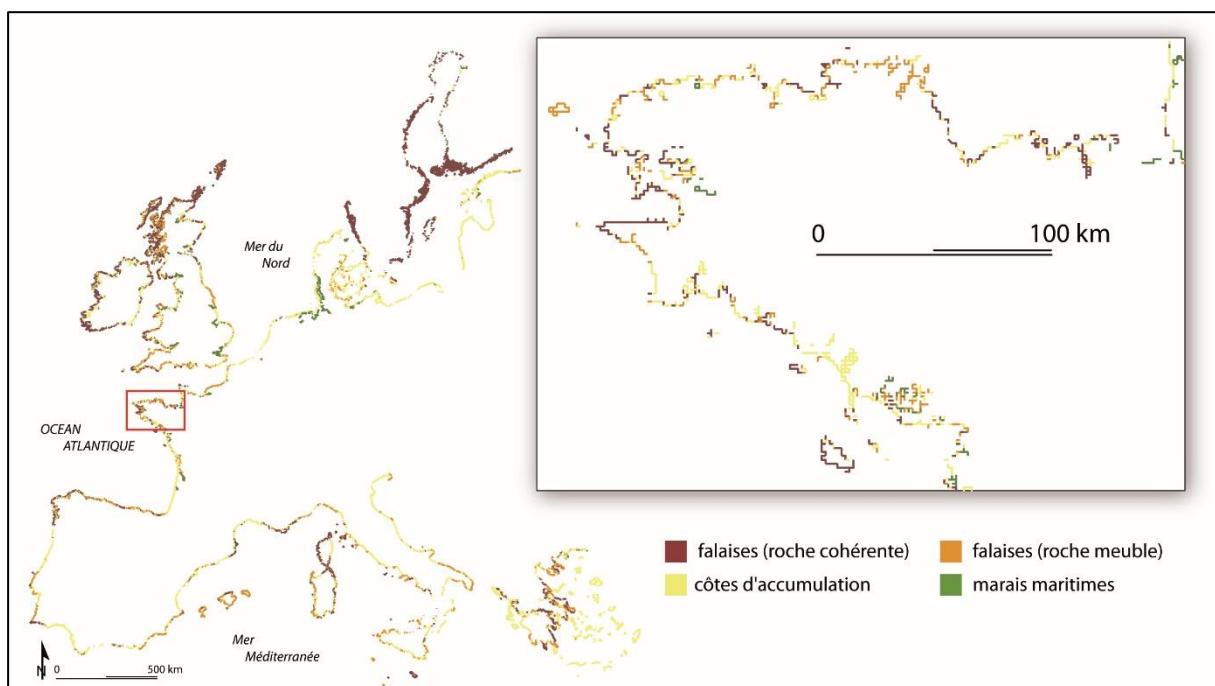 Mer du
Nord
OCEAN
ATLANTIQUE
Mer
Méditerranée
N
0 500 km
0 100 km
falaises (roche cohérente)
falaises (roche meuble)
côtes d'accumulation
marais maritimes